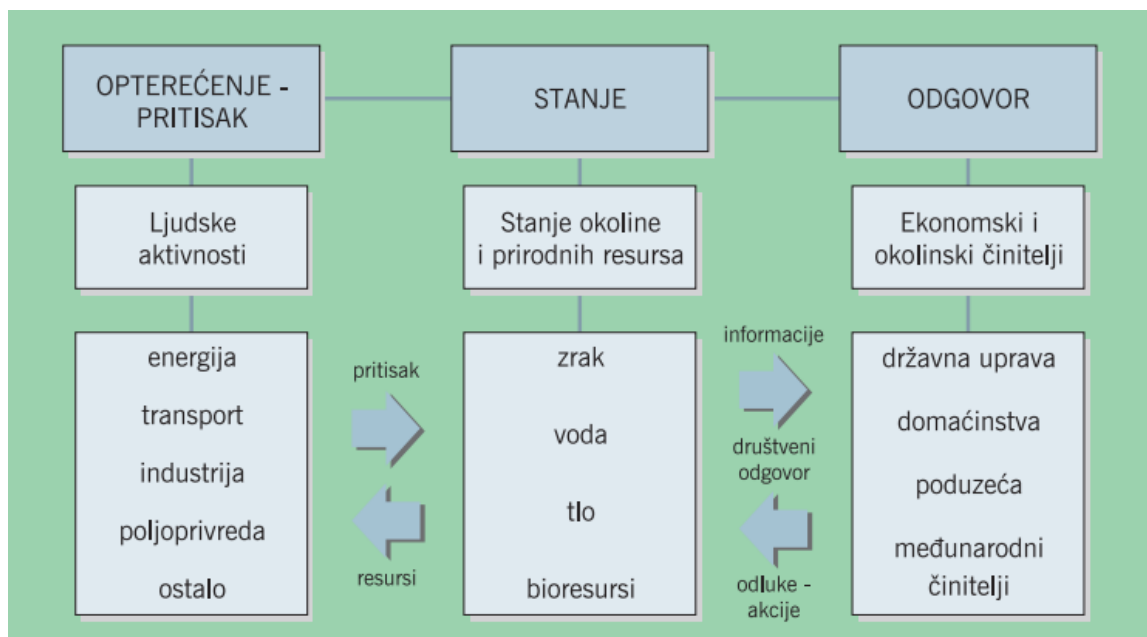 OPTEREĆENJE -
PRITISAK
STANJE
ODGOVOR
Ljudske
aktivnosti
Stanje okoline
i prirodnih resursa
Ekonomski i
okolinski činitelji
energija
transport
industrija
poljoprivreda
ostalo
pritisak
resursi
zrak
voda
tlo
bioresursi
informacije
društveni
odgovor
odluke -
akcije
državna uprava
domaćinstva
poduzeća
međunarodni
činitelji